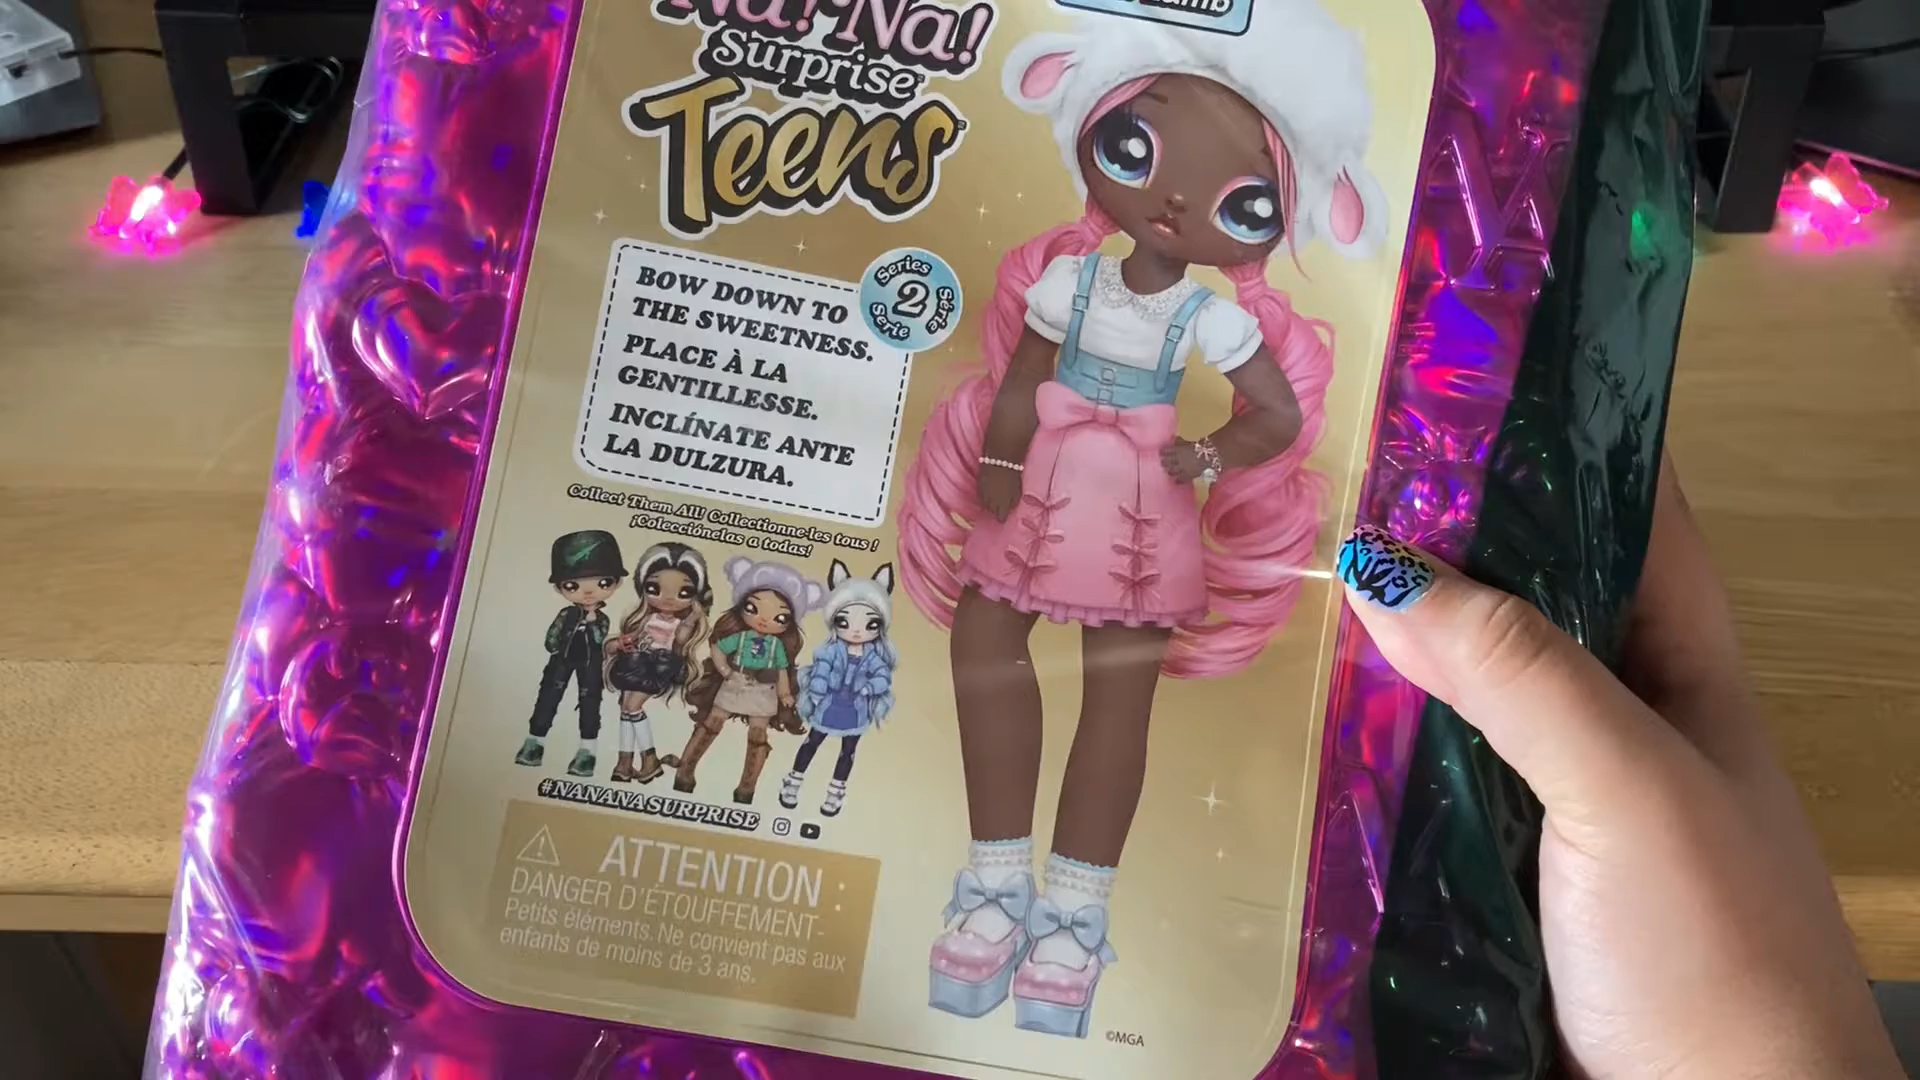 Na! Na!
Surprise
Teens
Series
2
Serie
Série
BOW DOWN TO
THE SWEETNESS.
PLACE À LA
GENTILLESSE.
INCLÍNATE ANTE
LA DULZURA.
Collect Them All! Collectionne-les tous !
¡Colecciónelas a todas!
#NANANASURPRISE
ATTENTION :
DANGER D'ÉTOUFFEMENT-
Petits éléments. Ne convient pas aux
enfants de moins de 3 ans.
©MGA